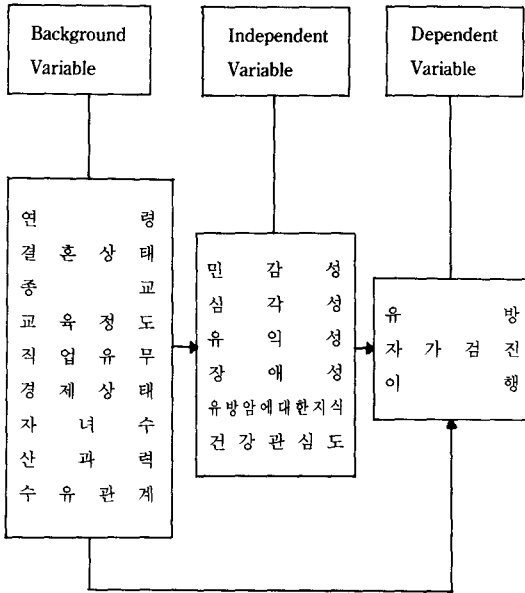 Background
Variable
Independent
Variable
Dependent
Variable
연령
결혼상태
종교
교육정도
직업유무
경제상태
자녀수
산과력
수유관계
민감성
심각성
유익성
장애성
유방암에대한지식
건강관심도
유방
자가검진
이행